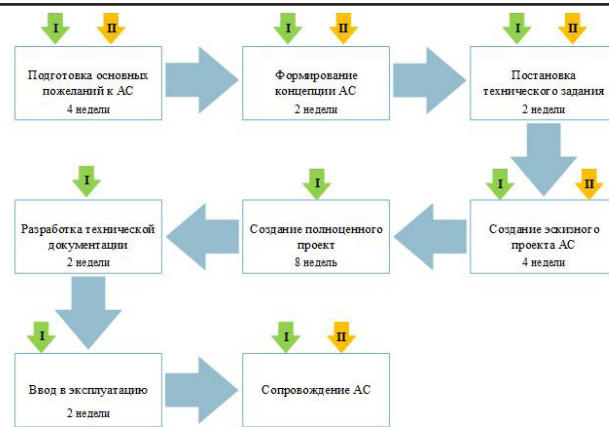 I
II
Подготовка основных
пожеланий к АС
4 недели
I
II
Формирование
концепции АС
2 недели
I
II
Постановка
технического задания
2 недели
I
Разработка технической
документации
2 недели
I
Создание полноценного
проект
8 недель
I
II
Создание эскизного
проекта АС
4 недели
I
Ввод в эксплуатацию
2 недели
I
II
Сопровождение АС